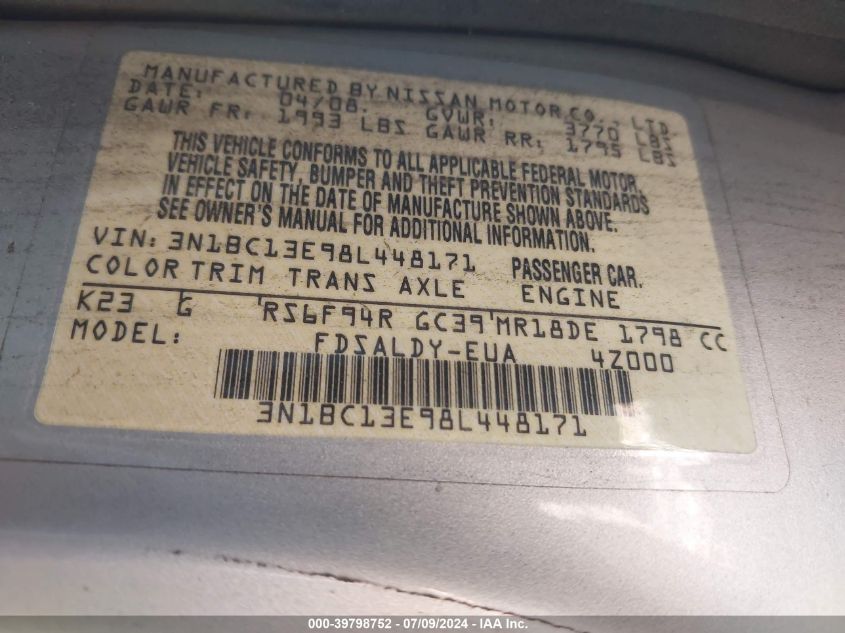 MANUFACTURED BY NISSAN MOTOR CO., LTD.
DATE: 04/08. GVWR: 3770 LBS
GAWR FR: 1993 LBS GAWR RR: 1795 LBS
THIS VEHICLE CONFORMS TO ALL APPLICABLE FEDERAL MOTOR
VEHICLE SAFETY, BUMPER AND THEFT PREVENTION STANDARDS
IN EFFECT ON THE DATE OF MANUFACTURE SHOWN ABOVE.
SEE OWNER'S MANUAL FOR ADDITIONAL INFORMATION.
VIN: 3N1BC13E98L448171 PASSENGER CAR.
COLOR TRIM TRANS AXLE ENGINE
K23 G RS6F94R GC39 MR18DE 1798 CC
MODEL: FDSALDY-EUA 4Z000
3N1BC13E98L448171
000-39798752 / 07/09/2024 - IAA Inc.